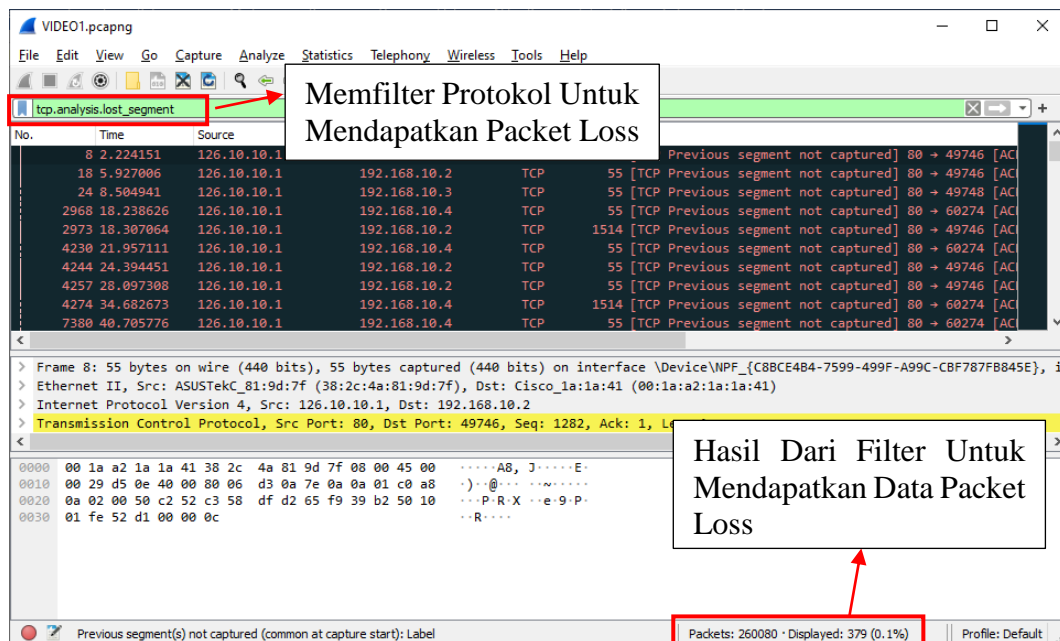 VIDEO1.pcapng
File Edit View Go Capture Analyze Statistics Telephony Wireless Tools Help
Memfilter Protokol Untuk
Mendapatkan Packet Loss
tcp.analysis.lost_segment
No. Time Source
8 2.224151 126.10.10.1 Previous segment not captured] 80 → 49746 [AC
18 5.927006 126.10.10.1 192.168.10.2 TCP 55 [TCP Previous segment not captured] 80 → 49746 [AC
24 8.504941 126.10.10.1 192.168.10.3 TCP 55 [TCP Previous segment not captured] 80 → 49748 [AC
2968 18.238626 126.10.10.1 192.168.10.4 TCP 55 [TCP Previous segment not captured] 80 → 60274 [AC
2973 18.307064 126.10.10.1 192.168.10.4 TCP 1514 [TCP Previous segment not captured] 80 → 60274 [AC
4230 21.957111 126.10.10.1 192.168.10.4 TCP 55 [TCP Previous segment not captured] 80 → 60274 [AC
4244 24.394451 126.10.10.1 192.168.10.2 TCP 55 [TCP Previous segment not captured] 80 → 49746 [AC
4257 28.097308 126.10.10.1 192.168.10.2 TCP 55 [TCP Previous segment not captured] 80 → 49746 [AC
4274 34.682673 126.10.10.1 192.168.10.4 TCP 1514 [TCP Previous segment not captured] 80 → 60274 [AC
7380 40.705776 126.10.10.1 192.168.10.4 TCP 55 [TCP Previous segment not captured] 80 → 60274 [AC
> Frame 8: 55 bytes on wire (440 bits), 55 bytes captured (440 bits) on interface \Device\NPF_{C8BCE4B4-7599-499F-A99C-CBF787FB845E}, i
> Ethernet II, Src: ASUSTekC_81:9d:7f (38:2c:4a:81:9d:7f), Dst: Cisco_1a:1a:41 (00:1a:a2:1a:1a:41)
> Internet Protocol Version 4, Src: 126.10.10.1, Dst: 192.168.10.2
> Transmission Control Protocol, Src Port: 80, Dst Port: 49746, Seq: 1282, Ack: 1,
Hasil Dari Filter Untuk
Mendapatkan Data Packet
Loss
0000 00 1a a2 1a 1a 41 38 2c 4a 81 9d 7f 08 00 45 00 ·····A8, J·····E·
0010 00 29 d5 0e 40 00 80 06 d3 0a 7e 0a 0a 01 c0 a8 ·)··@··· ··~·····
0020 0a 02 00 50 c2 52 c3 58 df d2 65 f9 39 b2 50 10 ···P·R·X ··e·9·P·
0030 01 fe 52 d1 00 00 0c ··R····
Previous segment(s) not captured (common at capture start): Label
Packets: 260080 · Displayed: 379 (0.1%)
Profile: Default